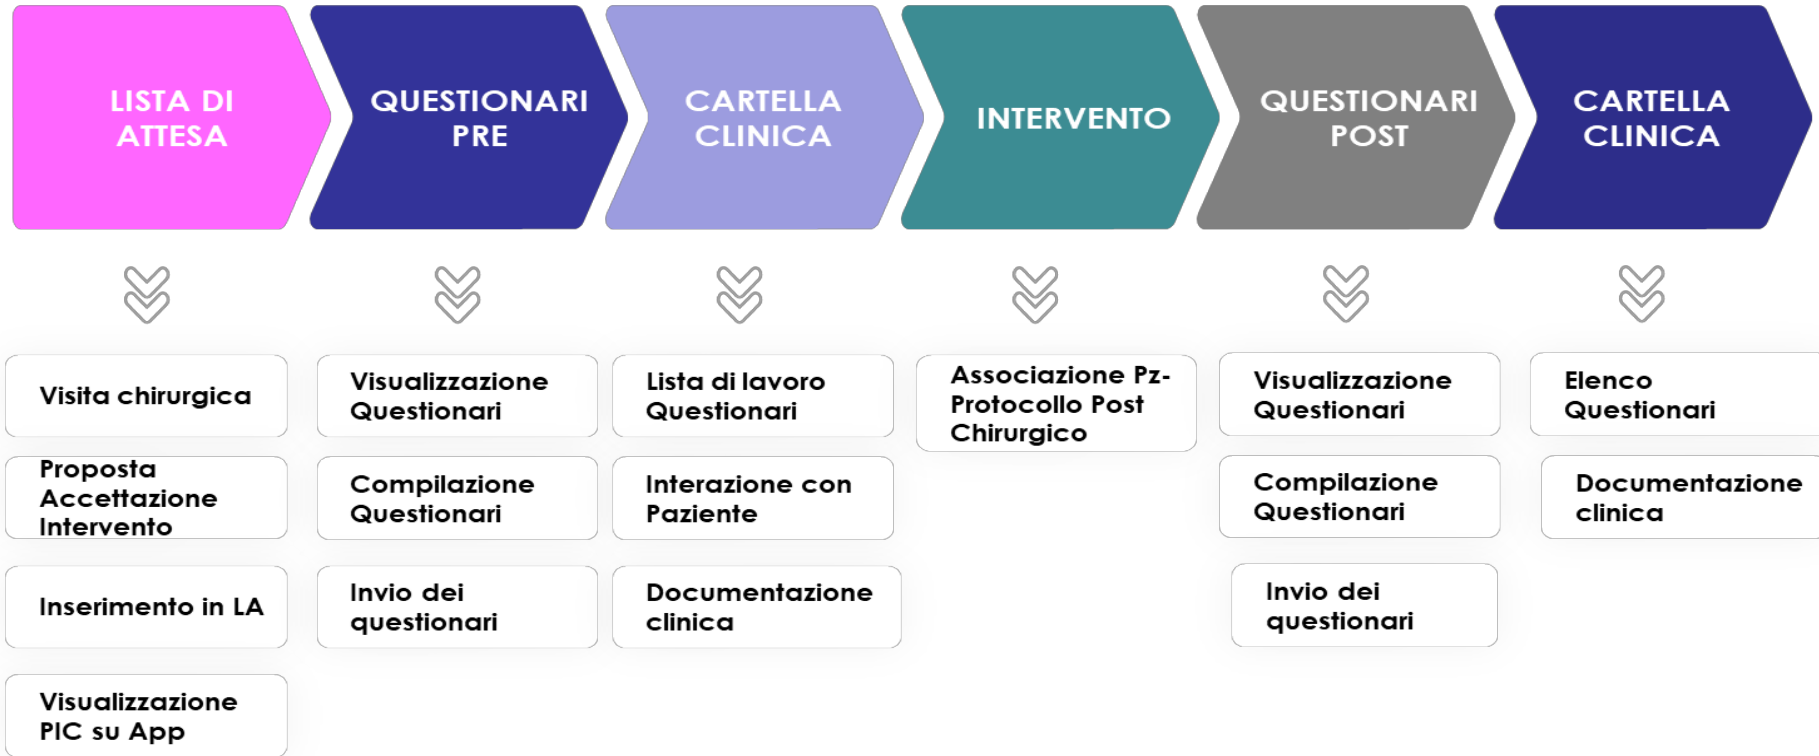 LISTA DI
ATTESA
QUESTIONARI
PRE
CARTELLA
CLINICA
INTERVENTO
QUESTIONARI
POST
CARTELLA
CLINICA
Visita chirurgica
Proposta
Accettazione
Intervento
Inserimento in LA
Visualizzazione
PIC su App
Visualizzazione
Questionari
Compilazione
Questionari
Invio dei
questionari
Lista di lavoro
Questionari
Interazione con
Paziente
Documentazione
clinica
Associazione Pz-
Protocollo Post
Chirurgico
Visualizzazione
Questionari
Compilazione
Questionari
Invio dei
questionari
Elenco
Questionari
Documentazione
clinica